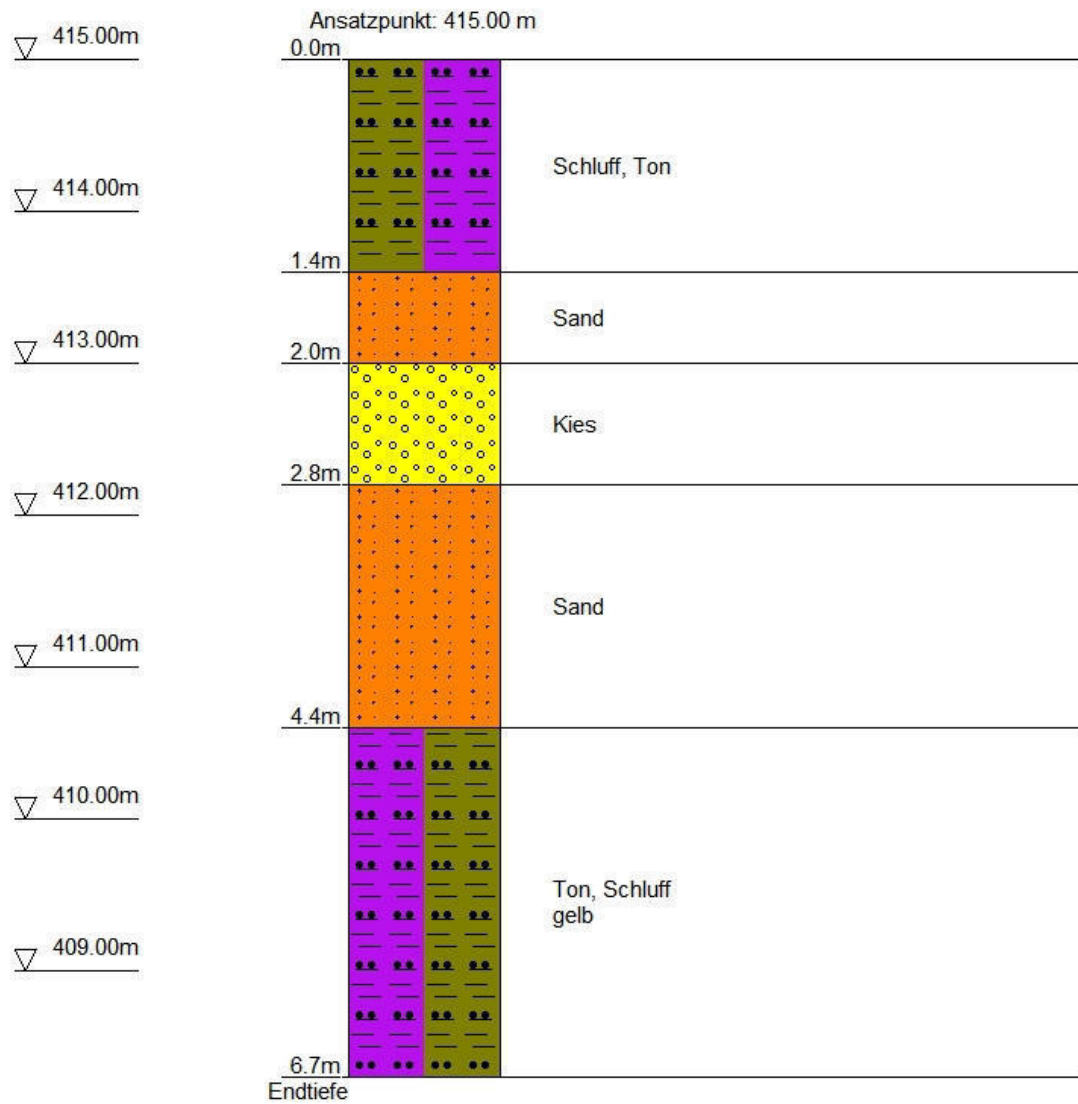 Ansatzpunkt: 415.00 m
415.00m
0.0m
Schluff, Ton
414.00m
1.4m
Sand
413.00m
2.0m
Kies
2.8m
412.00m
Sand
411.00m
4.4m
410.00m
Ton, Schluff
gelb
409.00m
6.7m
Endtiefe